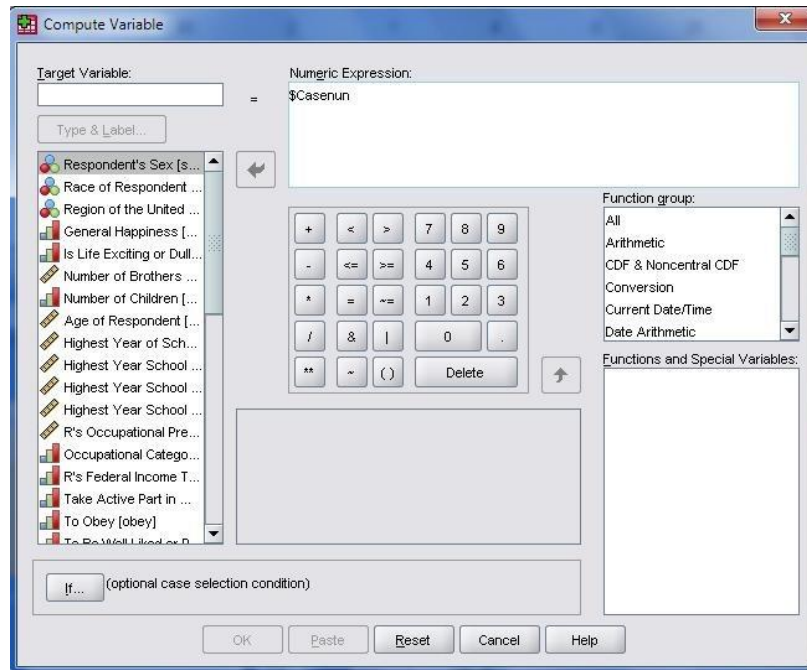 Compute Variable
Target Variable:
Numeric Expression:
=
$Casenun
Type & Label...
Respondent's Sex [s...
Race of Respondent ...
Region of the United ...
General Happiness [...
Is Life Exciting or Dull...
Number of Brothers ...
Number of Children [...
Age of Respondent [...
Highest Year of Sch...
Highest Year School ...
Highest Year School ...
Highest Year School ...
R's Occupational Pre...
Occupational Catego...
R's Federal Income T...
Take Active Part in ...
To Obey [obey]
To Be Well Liked or P...
+ < > 7 8 9
- <= >= 4 5 6
* = ~= 1 2 3
/ & | 0 .
** ~ ( ) Delete
Function group:
All
Arithmetic
CDF & Noncentral CDF
Conversion
Current Date/Time
Date Arithmetic
Functions and Special Variables:
If... (optional case selection condition)
OK Paste Reset Cancel Help